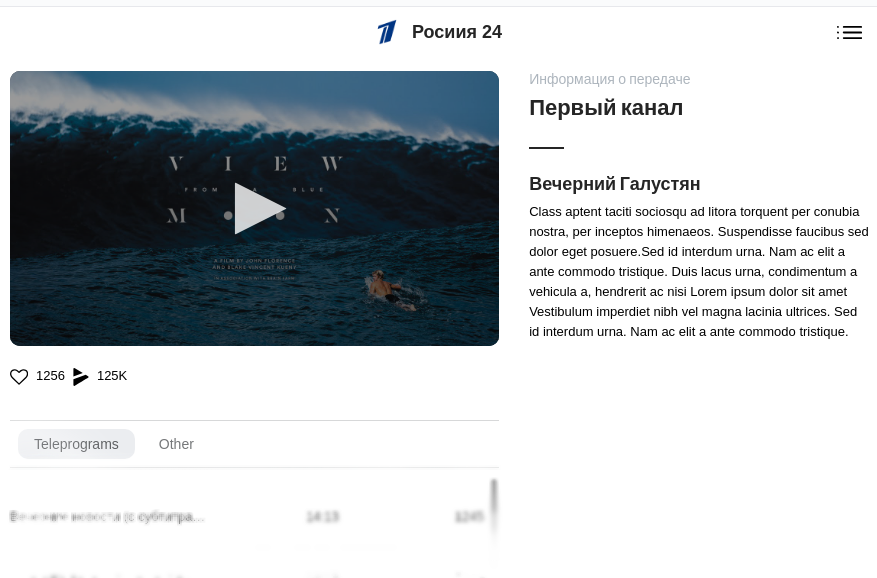 Росиия 24
VIEW
FROM A BLUE
M N
A FILM BY JOHN FLORENCE
AND BLAKE VINCENT KUENY
Информация о передаче
Первый канал
Вечерний Галустян
Class aptent taciti sociosqu ad litora torquent per conubia
nostra, per inceptos himenaeos. Suspendisse faucibus sed
dolor eget posuere.Sed id interdum urna. Nam ac elit a
ante commodo tristique. Duis lacus urna, condimentum a
vehicula a, hendrerit ac nisi Lorem ipsum dolor sit amet
Vestibulum imperdiet nibh vel magna lacinia ultrices. Sed
id interdum urna. Nam ac elit a ante commodo tristique.
1256 125K
Teleprograms Other
14:13 1245